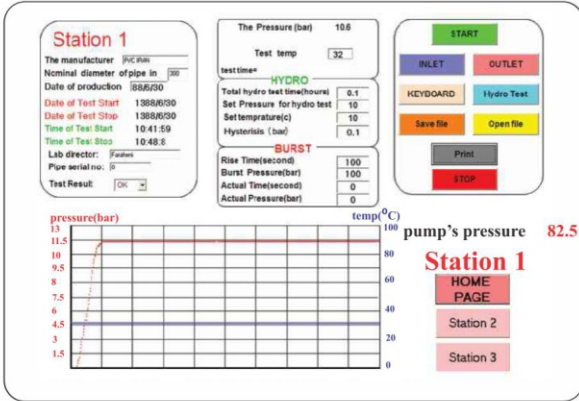 Station 1
The manufacturer
Nominal diameter of pipe in 300
Date of production 88/6/30
Date of Test Start 1388/6/30
Date of Test Stop 1388/6/30
Time of Test Start 10:41:59
Time of Test Stop 10:48:8
Lab director:
Pipe serial no: 0
Test Result: OK
The Pressure (bar) 10.6
Test temp 32
test time=
HYDRO
Total hydro test time(hours) 0.1
Set Pressure for hydro test 10
Set temprature(c) 10
Hysterisis (bar) 0.1
BURST
Rise Time(second) 100
Burst Pressure(bar) 100
Actual Time(second) 0
Actual Pressure(bar) 0
START
INLET OUTLET
KEYBOARD Hydro Test
Save file Open file
Print
STOP
pressure(bar) temp(⁰C)
13 100
11.5
10 80
9.5
8 60
7.5
6 40
4.5
3 20
1.5
0
pump's pressure 82.5
Station 1
HOME
PAGE
Station 2
Station 3